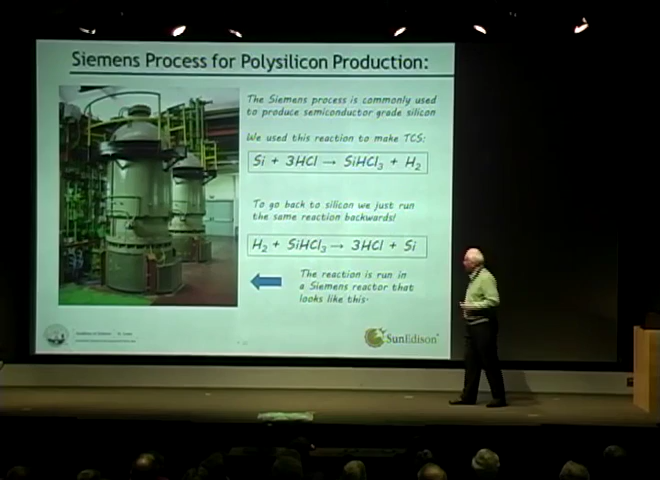 Siemens Process for Polysilicon Production:
The Siemens process is commonly used
to produce semiconductor grade silicon
We used this reaction to make TCS:
Si + 3HCl → SiHCl₃ + H₂
To go back to silicon we just run
the same reaction backwards!
H₂ + SiHCl₃ → 3HCl + Si
The reaction is run in
a Siemens reactor that
looks like this.
SunEdison